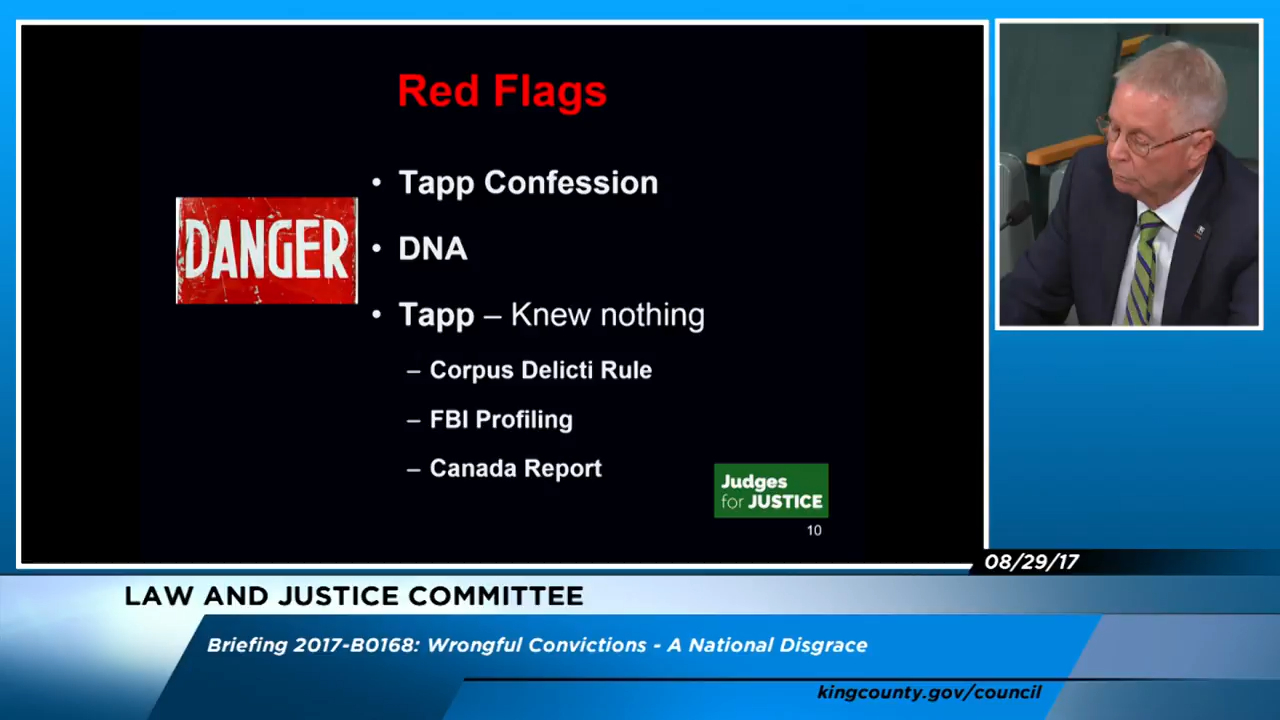 Red Flags
DANGER
• Tapp Confession
• DNA
• Tapp – Knew nothing
– Corpus Delicti Rule
– FBI Profiling
– Canada Report
Judges
for JUSTICE
10
08/29/17
LAW AND JUSTICE COMMITTEE
Briefing 2017-B0168: Wrongful Convictions - A National Disgrace
kingcounty.gov/council